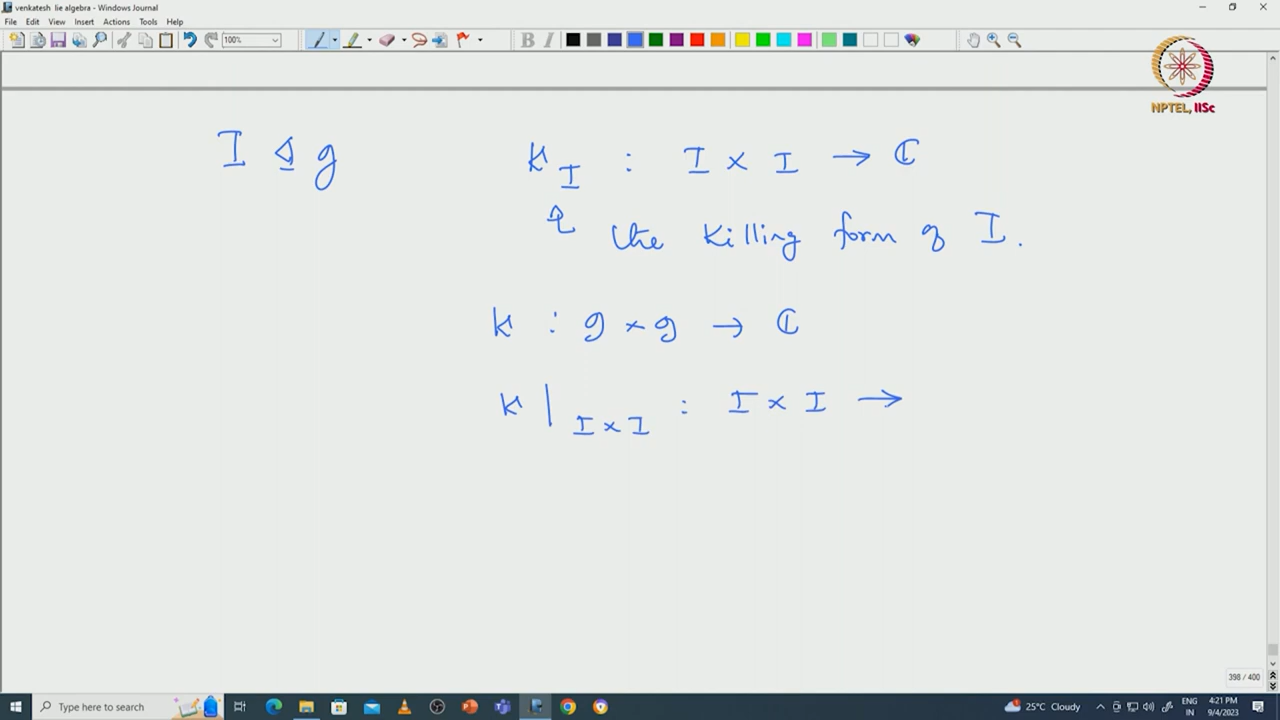 venkatesh lie algebra - Windows Journal
File Edit View Insert Actions Tools Help
100%
B I
NPTEL, IISc
I ⊴ g
κ_I : I × I → ℂ
↑ the Killing form of I.
κ : g × g → ℂ
κ|_{I×I} : I × I →
398 / 400
Type here to search
25°C Cloudy
ENG
IN
4:21 PM
9/4/2023